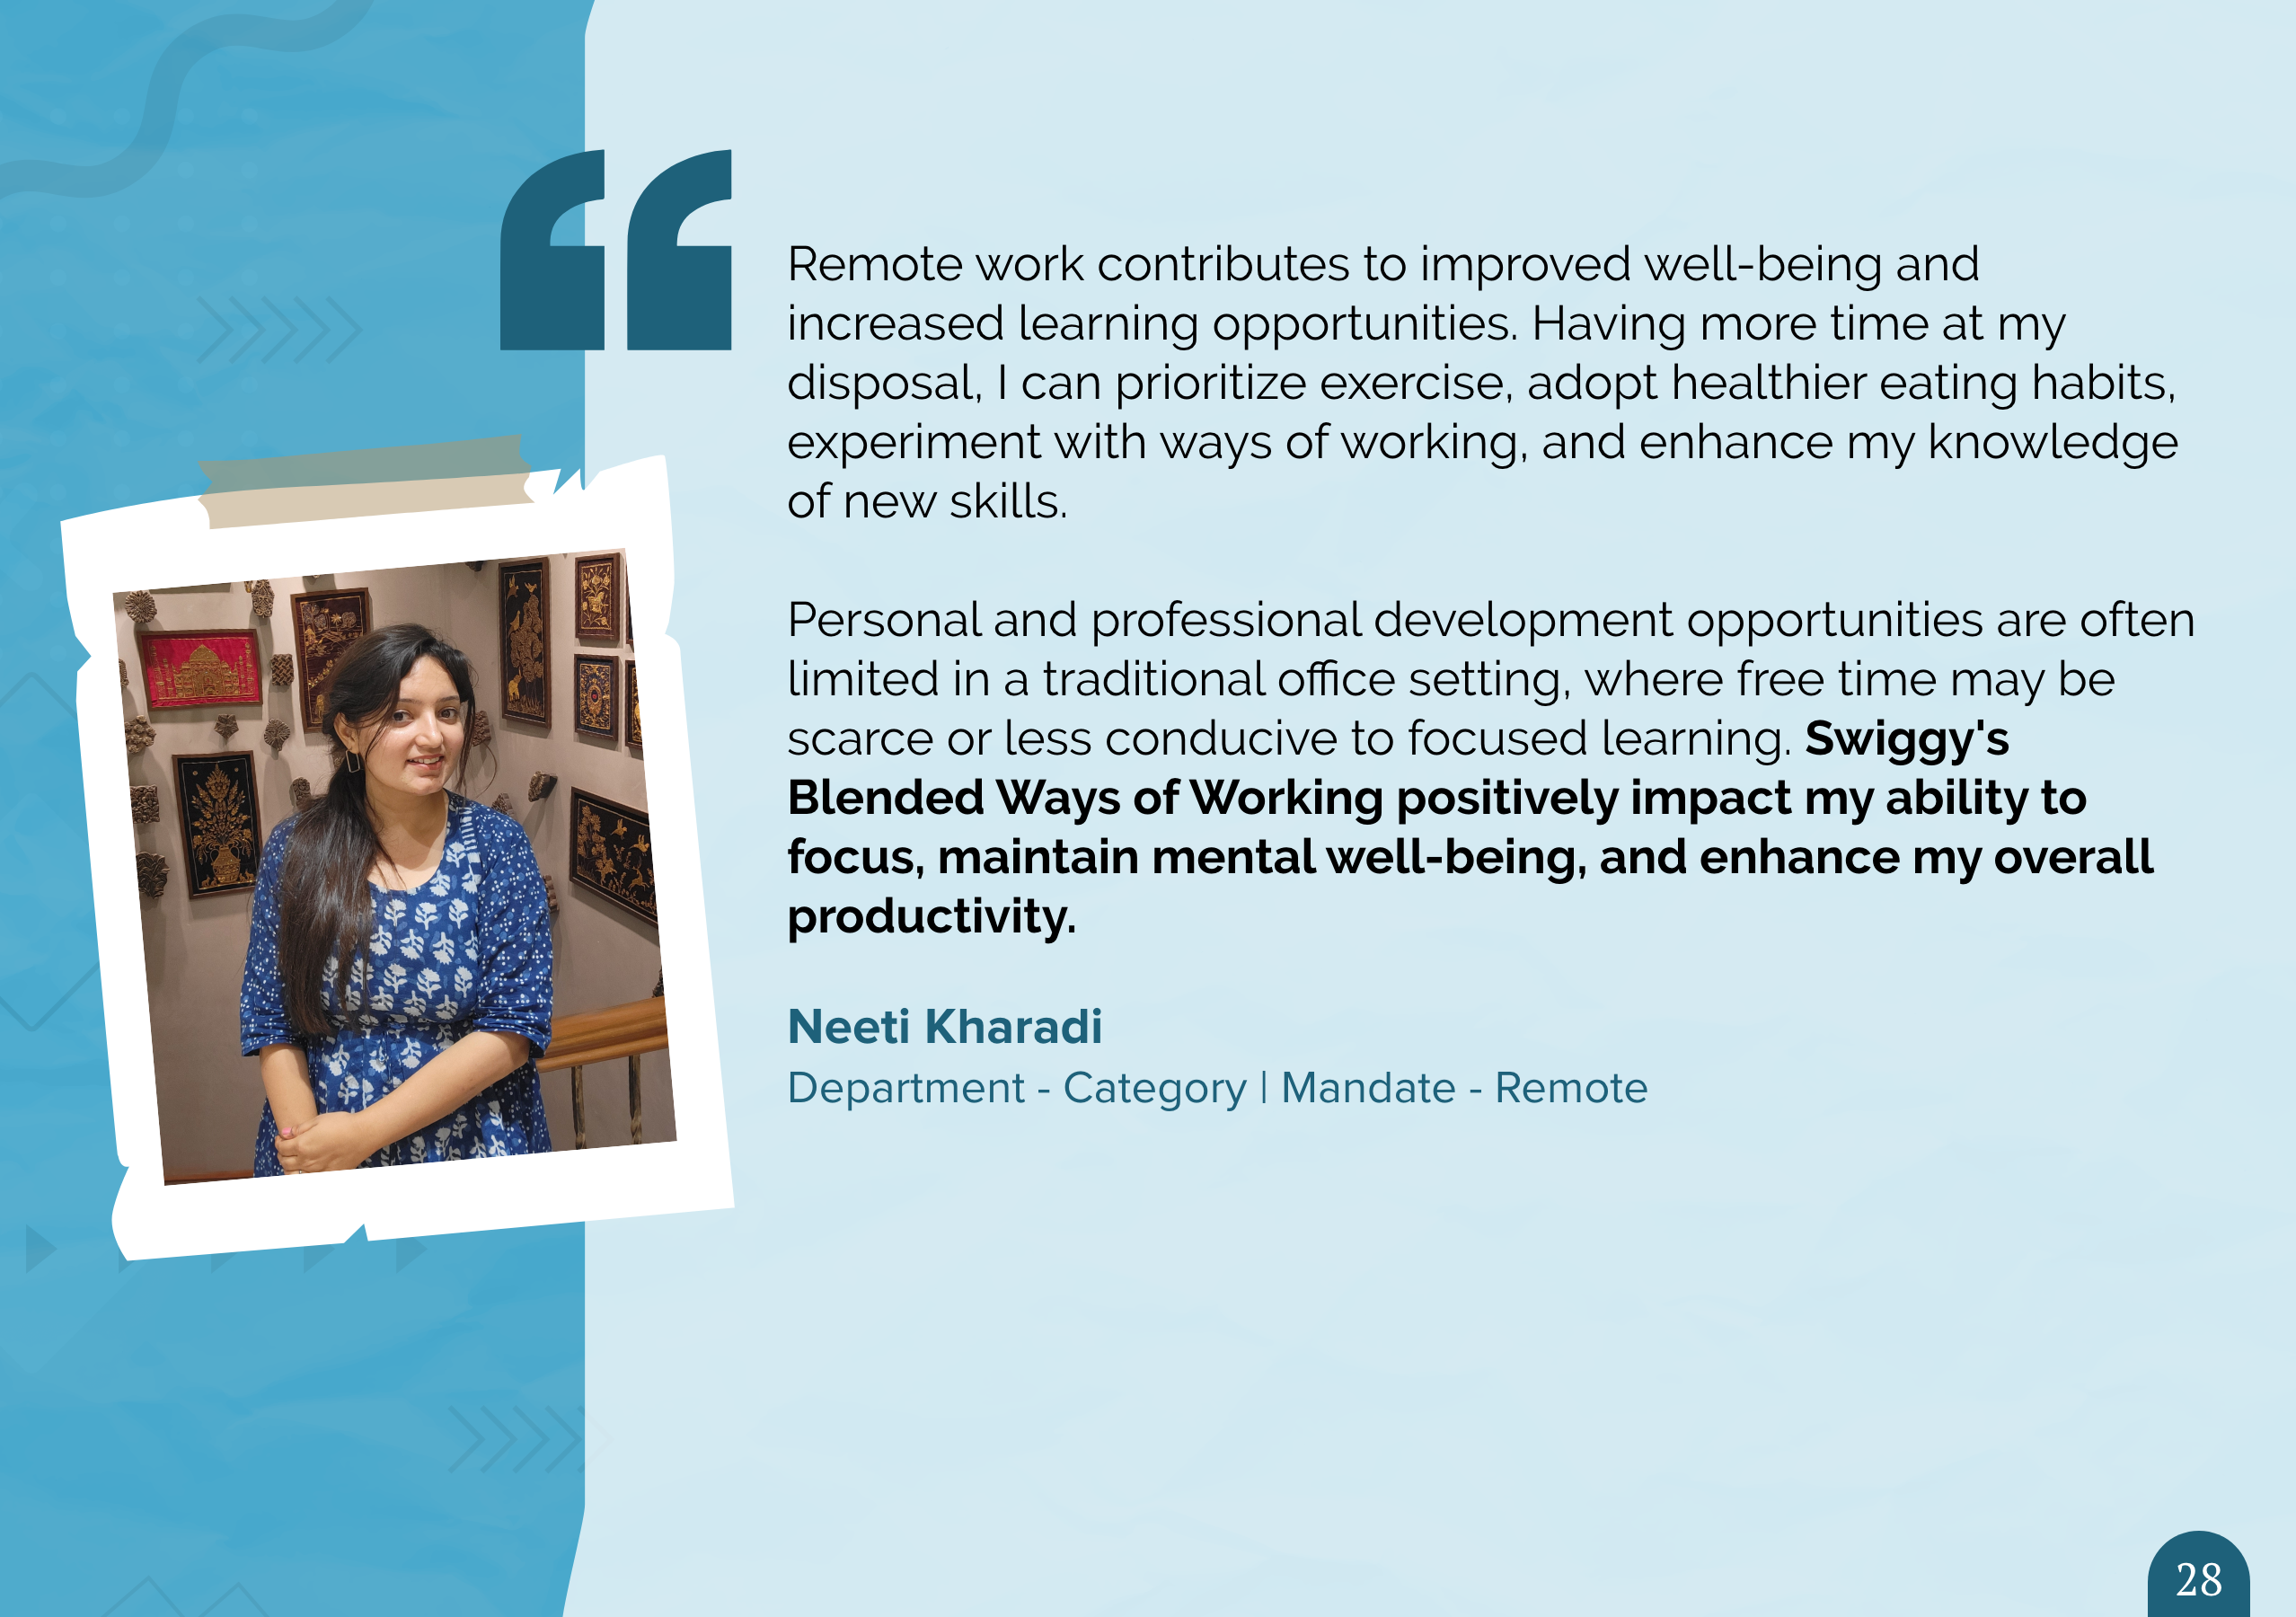 Remote work contributes to improved well-being and
increased learning opportunities. Having more time at my
disposal, I can prioritize exercise, adopt healthier eating habits,
experiment with ways of working, and enhance my knowledge
of new skills.
Personal and professional development opportunities are often
limited in a traditional office setting, where free time may be
scarce or less conducive to focused learning. Swiggy's
Blended Ways of Working positively impact my ability to
focus, maintain mental well-being, and enhance my overall
productivity.
Neeti Kharadi
Department - Category | Mandate - Remote
28